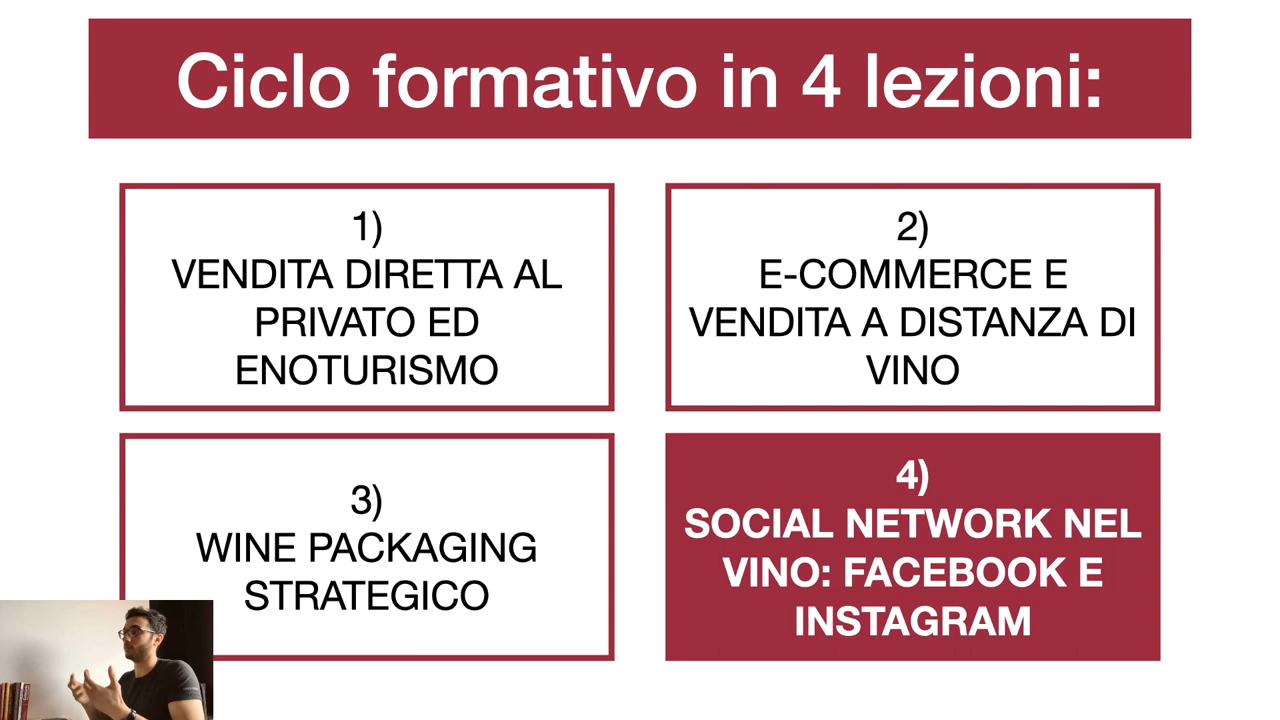 Ciclo formativo in 4 lezioni:
1)
VENDITA DIRETTA AL
PRIVATO ED
ENOTURISMO
2)
E-COMMERCE E
VENDITA A DISTANZA DI
VINO
3)
WINE PACKAGING
STRATEGICO
4)
SOCIAL NETWORK NEL
VINO: FACEBOOK E
INSTAGRAM